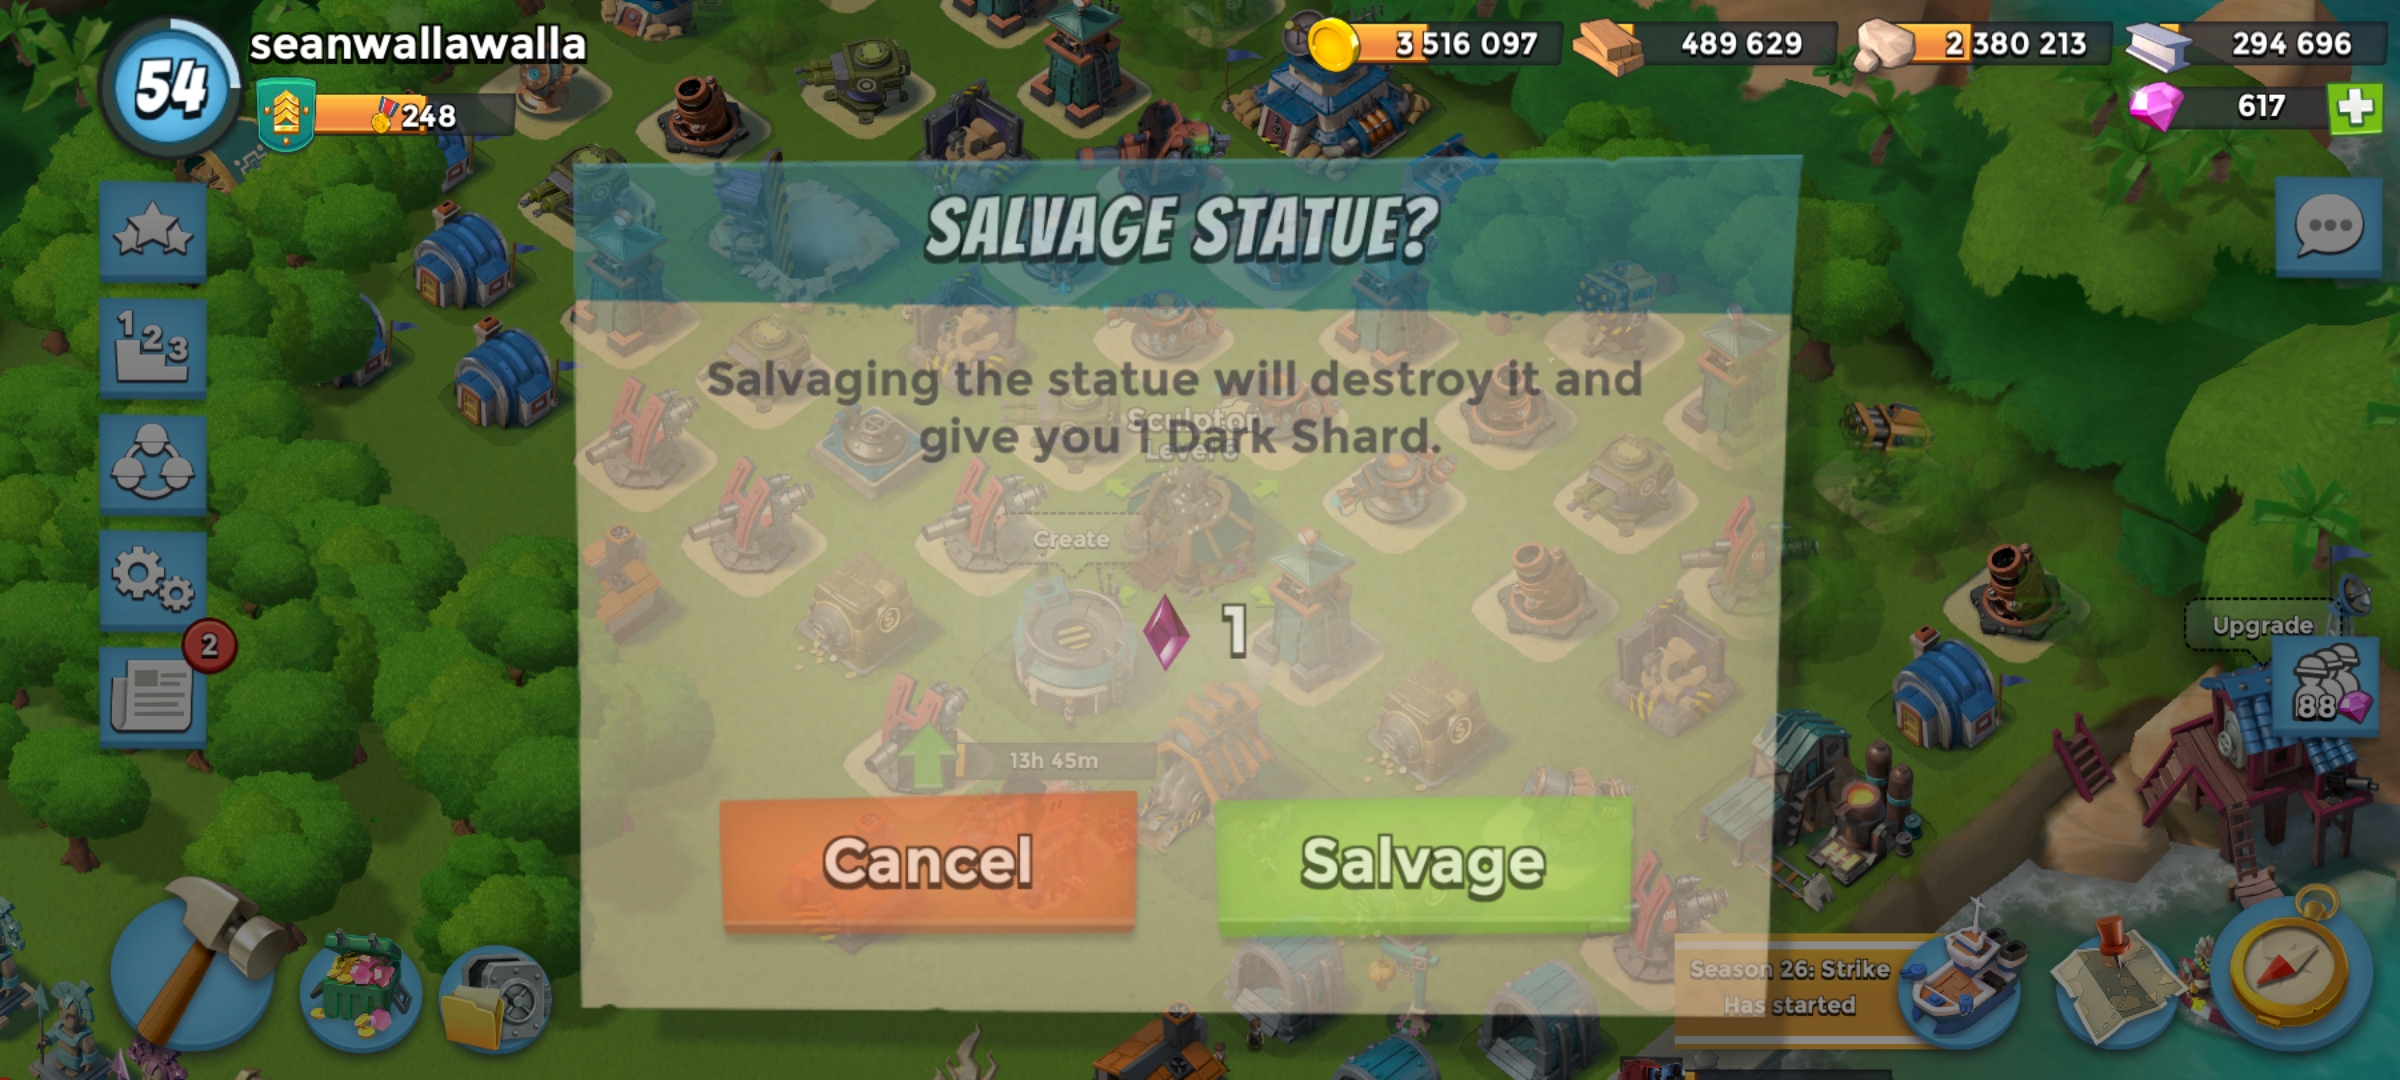 54
seanwallawalla
248
3 516 097
489 629
2 380 213
294 696
617
SALVAGE STATUE?
1 2 3
Salvaging the statue will destroy it and
give you 1 Dark Shard.
Sculptor
Create
1
2
Upgrade
88
13h 45m
Cancel
Salvage
Season 26: Strike
Has started